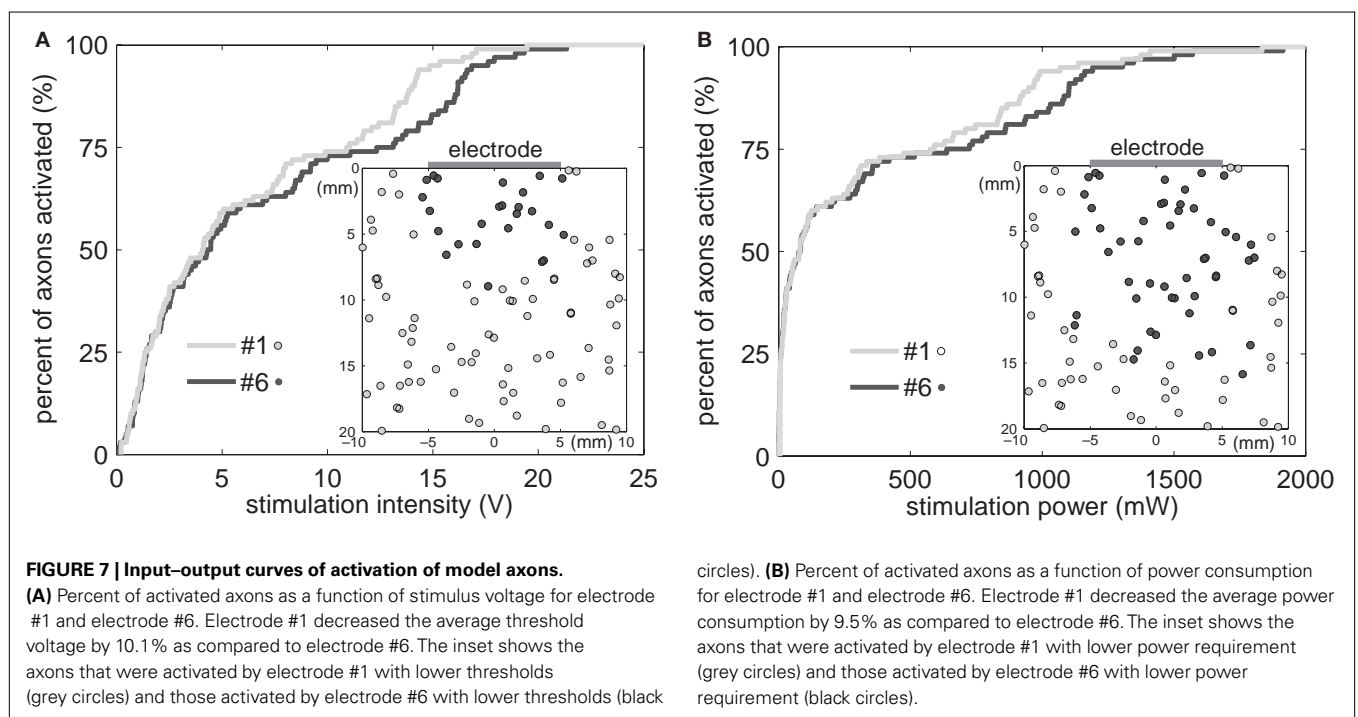 A
percent of axons activated (%)
100
75
50
25
0
0 5 10 15 20 25
stimulation intensity (V)
#1
#6
electrode
(mm)
0
5
10
15
20
−10 −5 0 5 (mm) 10
B
percent of axons activated (%)
100
75
50
25
0
0 500 1000 1500 2000
stimulation power (mW)
#1
#6
electrode
(mm)
0
5
10
15
20
−10 −5 0 5 (mm) 10
FIGURE 7 | Input–output curves of activation of model axons.
(A) Percent of activated axons as a function of stimulus voltage for electrode
#1 and electrode #6. Electrode #1 decreased the average threshold
voltage by 10.1% as compared to electrode #6. The inset shows the
axons that were activated by electrode #1 with lower thresholds
(grey circles) and those activated by electrode #6 with lower thresholds (black
circles). (B) Percent of activated axons as a function of power consumption
for electrode #1 and electrode #6. Electrode #1 decreased the average power
consumption by 9.5% as compared to electrode #6. The inset shows the
axons that were activated by electrode #1 with lower power requirement
(grey circles) and those activated by electrode #6 with lower power
requirement (black circles).